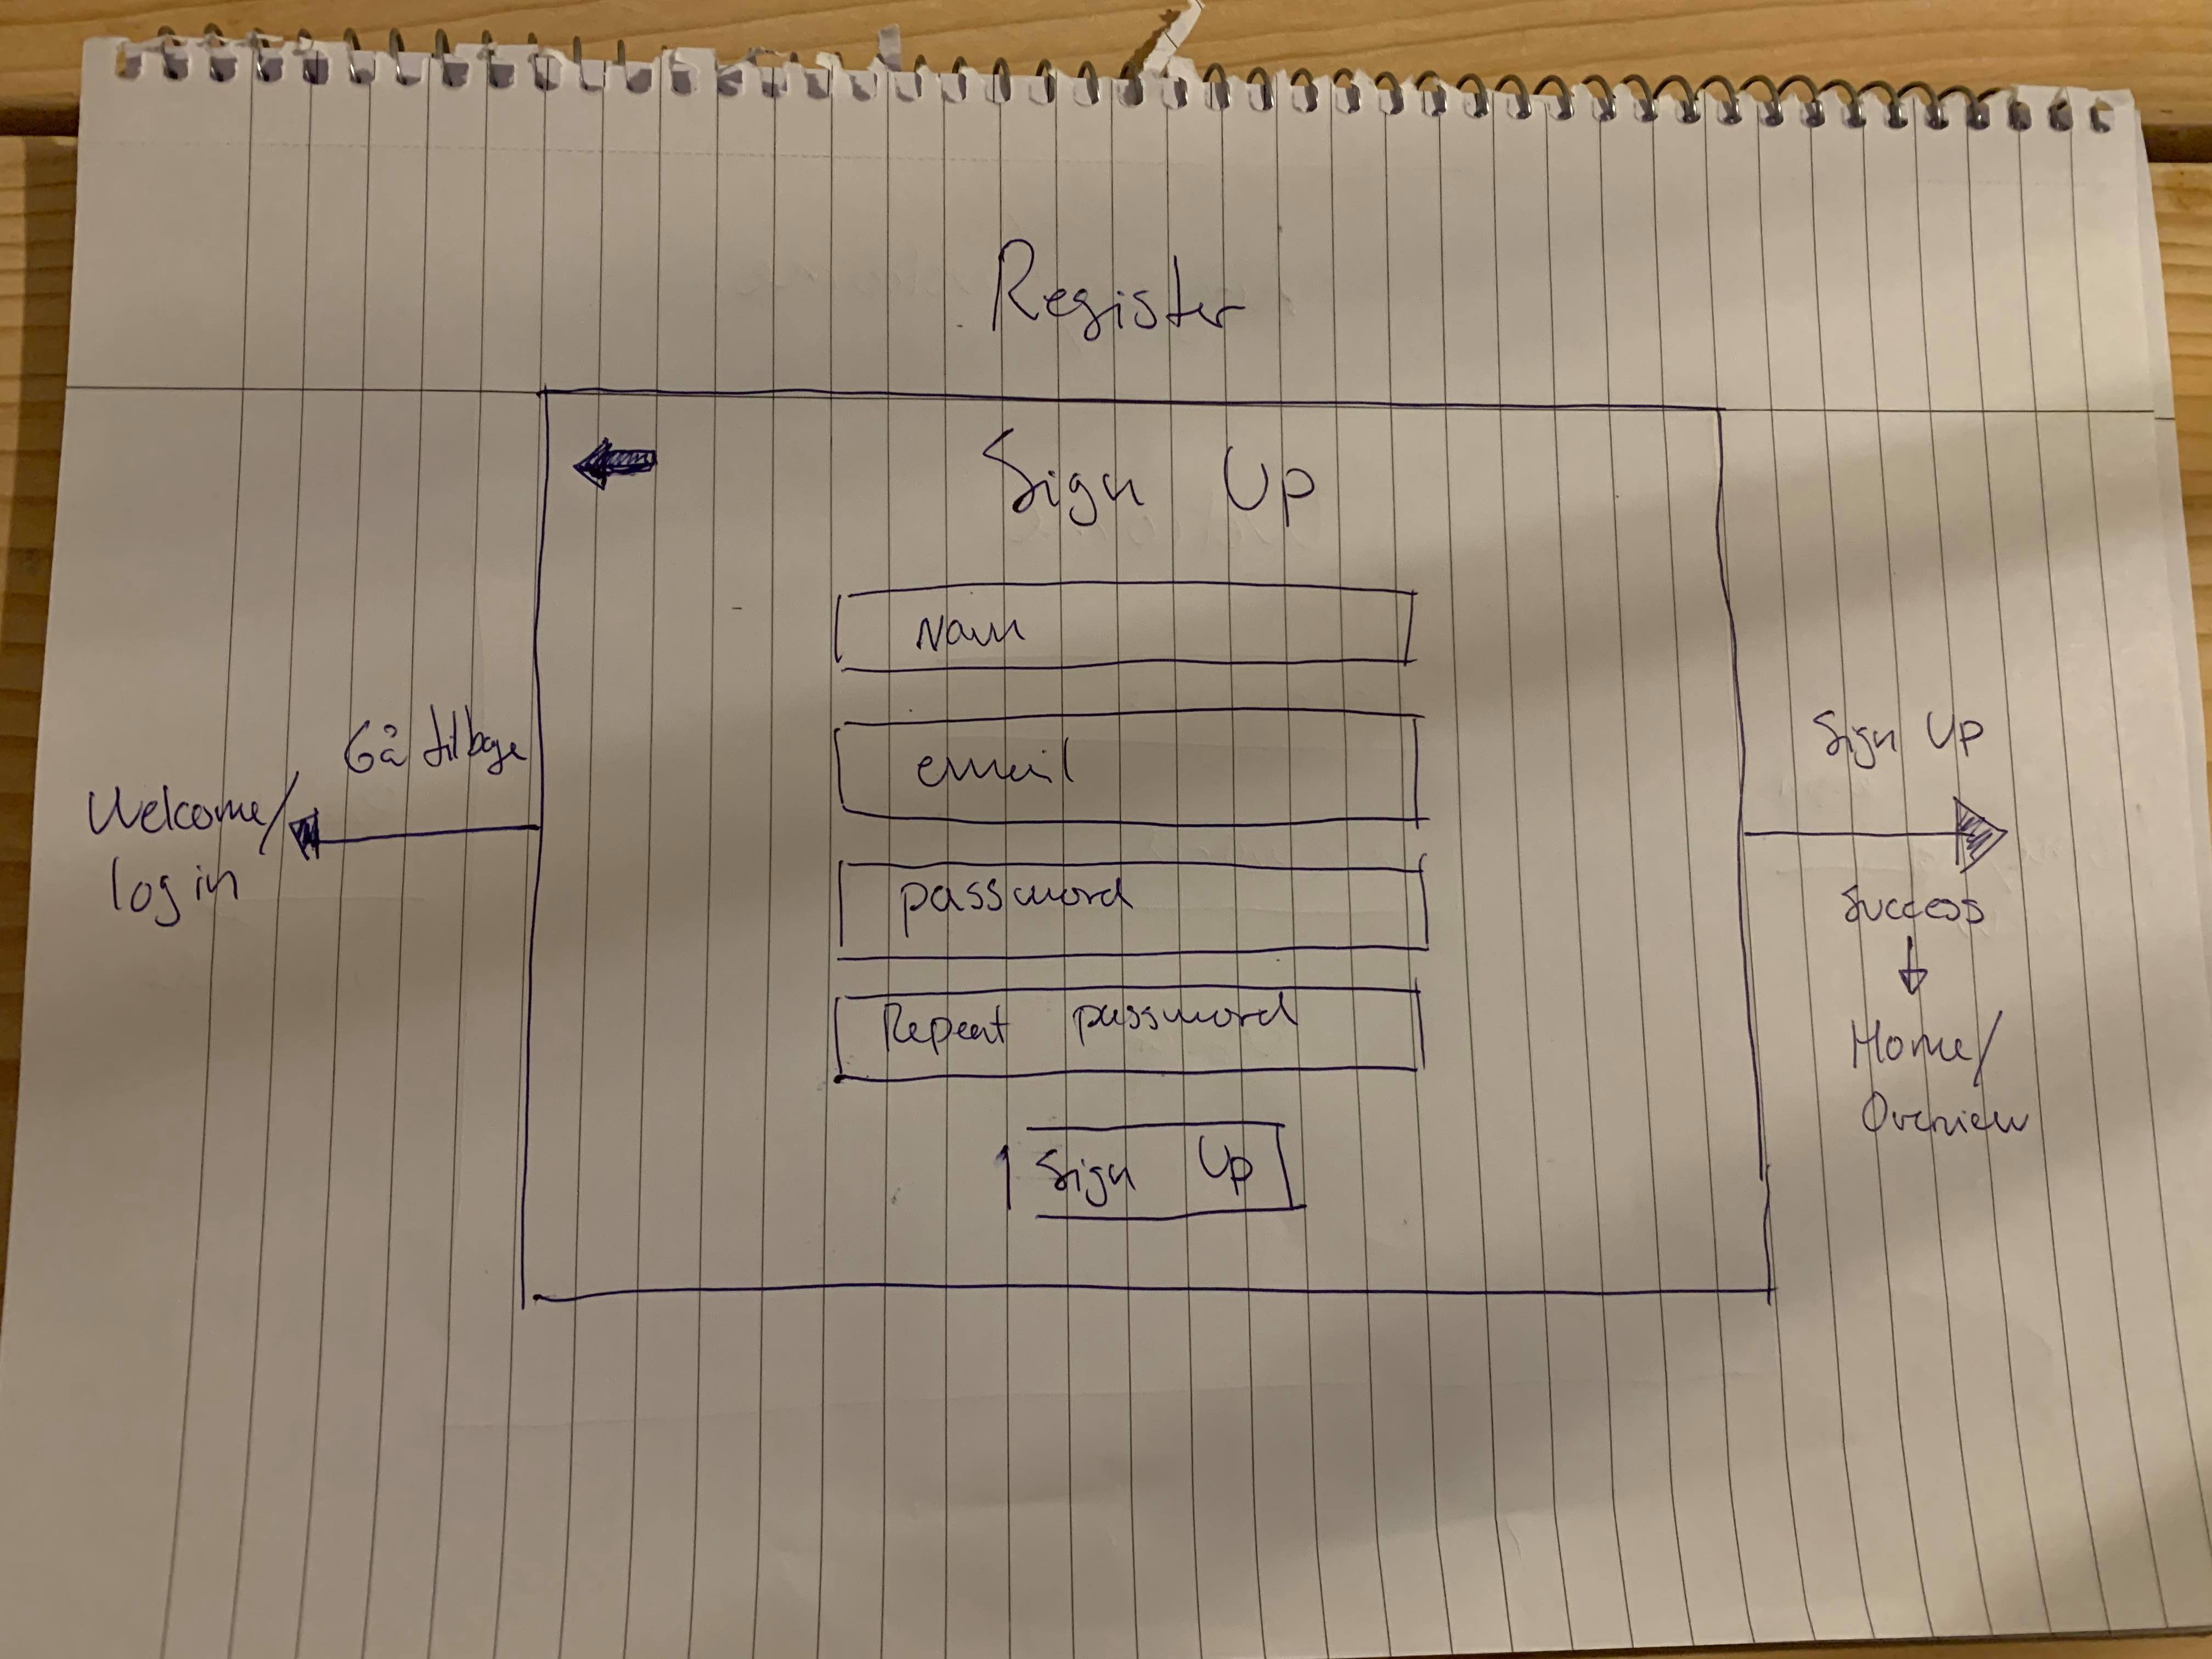 Register
Sign Up
Navn
email
password
Repeat password
Sign Up
Gå tilbage
Welcome/
log in
Sign Up
Success
Home/
Overview